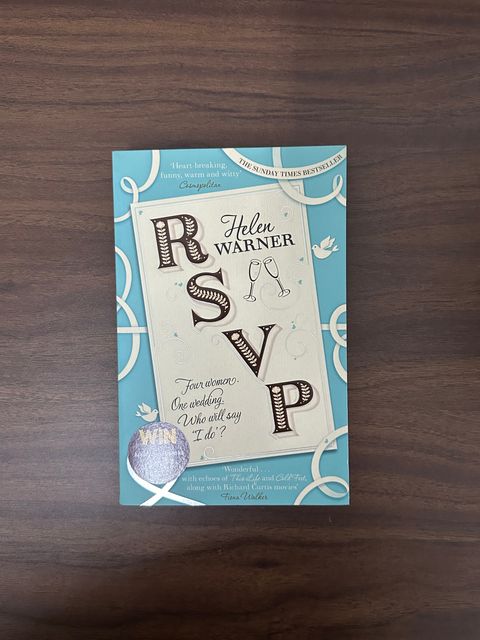 'Heart-breaking,
funny, warm and witty'
Cosmopolitan
THE SUNDAY TIMES BESTSELLER
Helen
WARNER
R
S
V
P
Four women.
One wedding.
Who will say
"I do"?
WIN
'Wonderful . . .
with echoes of This Life and Cold Feet,
along with Richard Curtis movies'
Fiona Walker